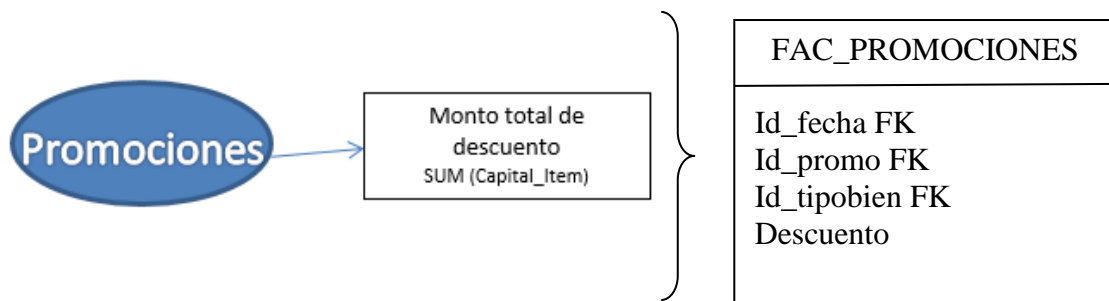 Promociones
Monto total de
descuento
SUM (Capital_Item)
FAC_PROMOCIONES
Id_fecha FK
Id_promo FK
Id_tipobien FK
Descuento